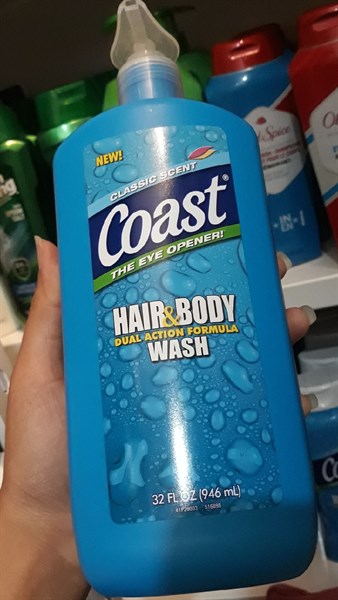 NEW!
CLASSIC SCENT
Coast®
THE EYE OPENER!
HAIR&BODY
DUAL ACTION FORMULA
WASH
32 FL OZ (946 mL)
Old Spice